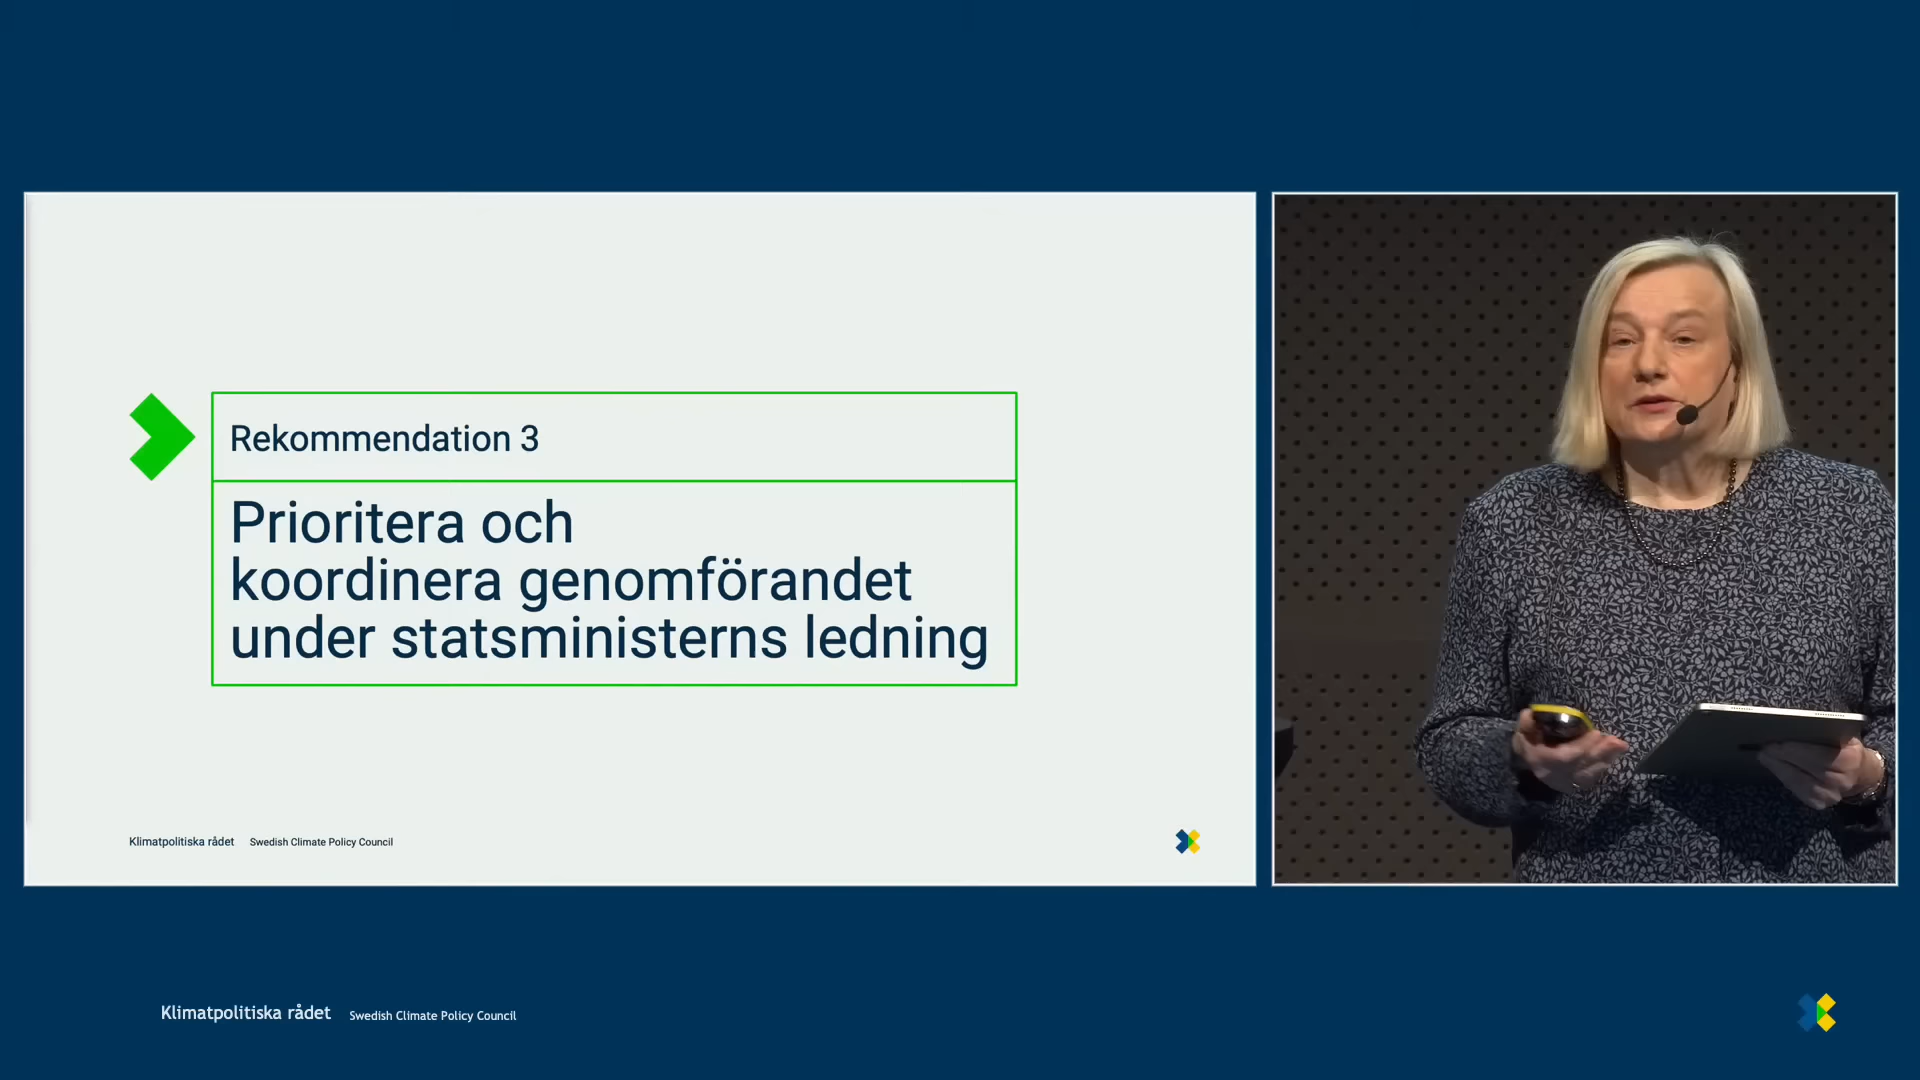 Rekommendation 3
Prioritera och
koordinera genomförandet
under statsministerns ledning
Klimatpolitiska rådet Swedish Climate Policy Council
Klimatpolitiska rådet Swedish Climate Policy Council